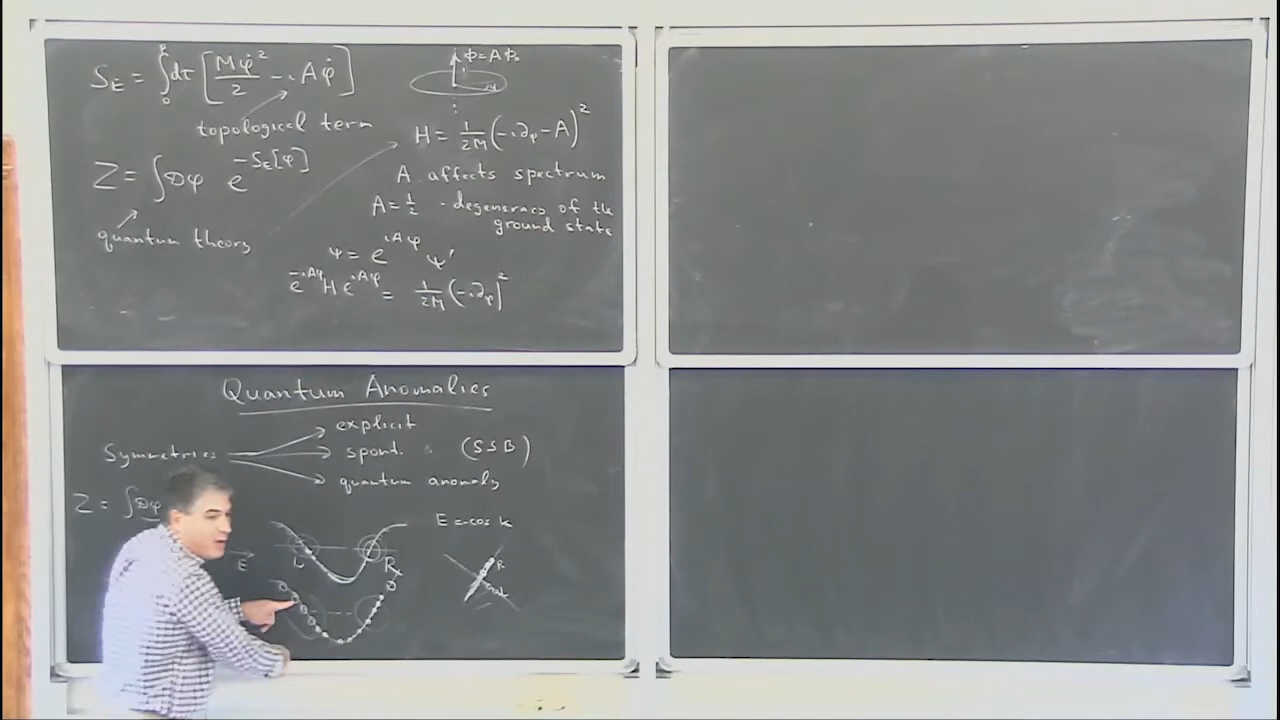 S_E = ∫_0^β dτ [ Mφ̇²/2 - i A φ̇ ]
topological term
Z = ∫Dφ e^{-S_E[φ]}
quantum theory
Φ = A Φ₀
H = 1/2M (-i∂_φ - A)²
A affects spectrum
A = 1/2 - degeneracy of the
ground state
ψ = e^{iAφ} ψ'
e^{-iAφ} H e^{iAφ} = 1/2M (-i∂_φ)²
Quantum Anomalies
Symmetries
explicit
spont. (SSB)
quantum anomaly
Z = ∫Dφ
E
L
R
E = -cos k
R